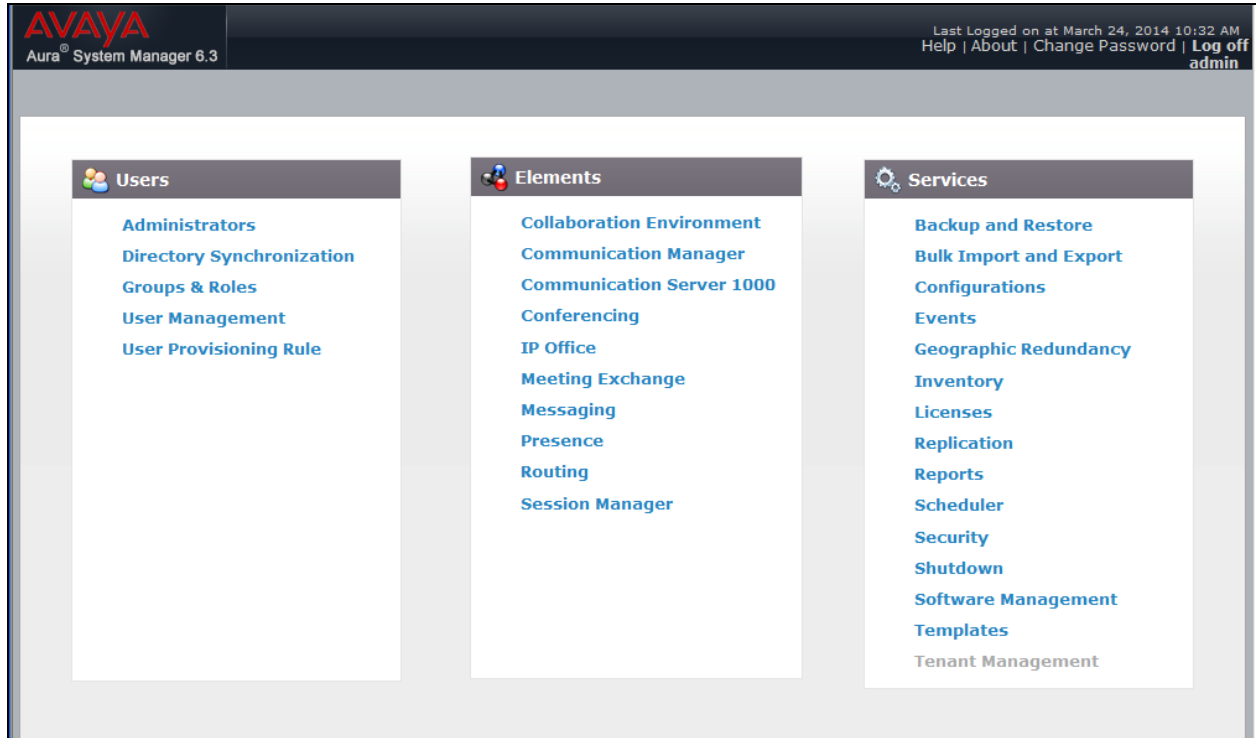 AVAYA
Aura® System Manager 6.3
Last Logged on at March 24, 2014 10:32 AM
Help | About | Change Password | Log off
admin
Users
Administrators
Directory Synchronization
Groups & Roles
User Management
User Provisioning Rule
Elements
Collaboration Environment
Communication Manager
Communication Server 1000
Conferencing
IP Office
Meeting Exchange
Messaging
Presence
Routing
Session Manager
Services
Backup and Restore
Bulk Import and Export
Configurations
Events
Geographic Redundancy
Inventory
Licenses
Replication
Reports
Scheduler
Security
Shutdown
Software Management
Templates
Tenant Management